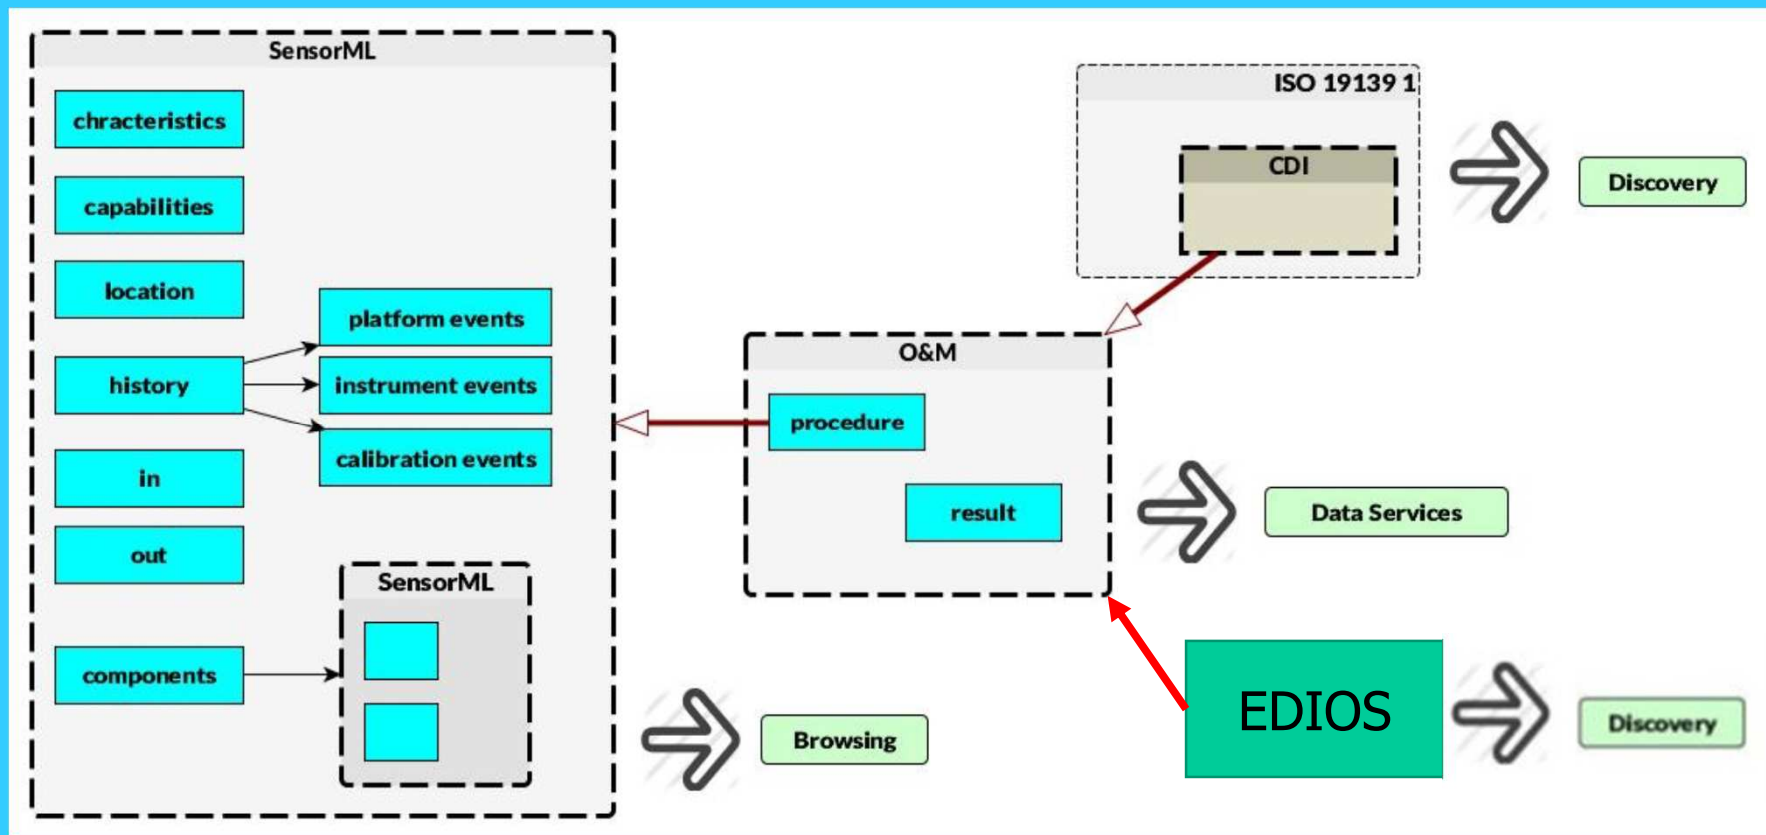 SensorML
chracteristics
capabilities
location
history
in
out
components
platform events
instrument events
calibration events
SensorML
Browsing
O&M
procedure
result
Data Services
ISO 19139 1
CDI
Discovery
EDIOS
Discovery